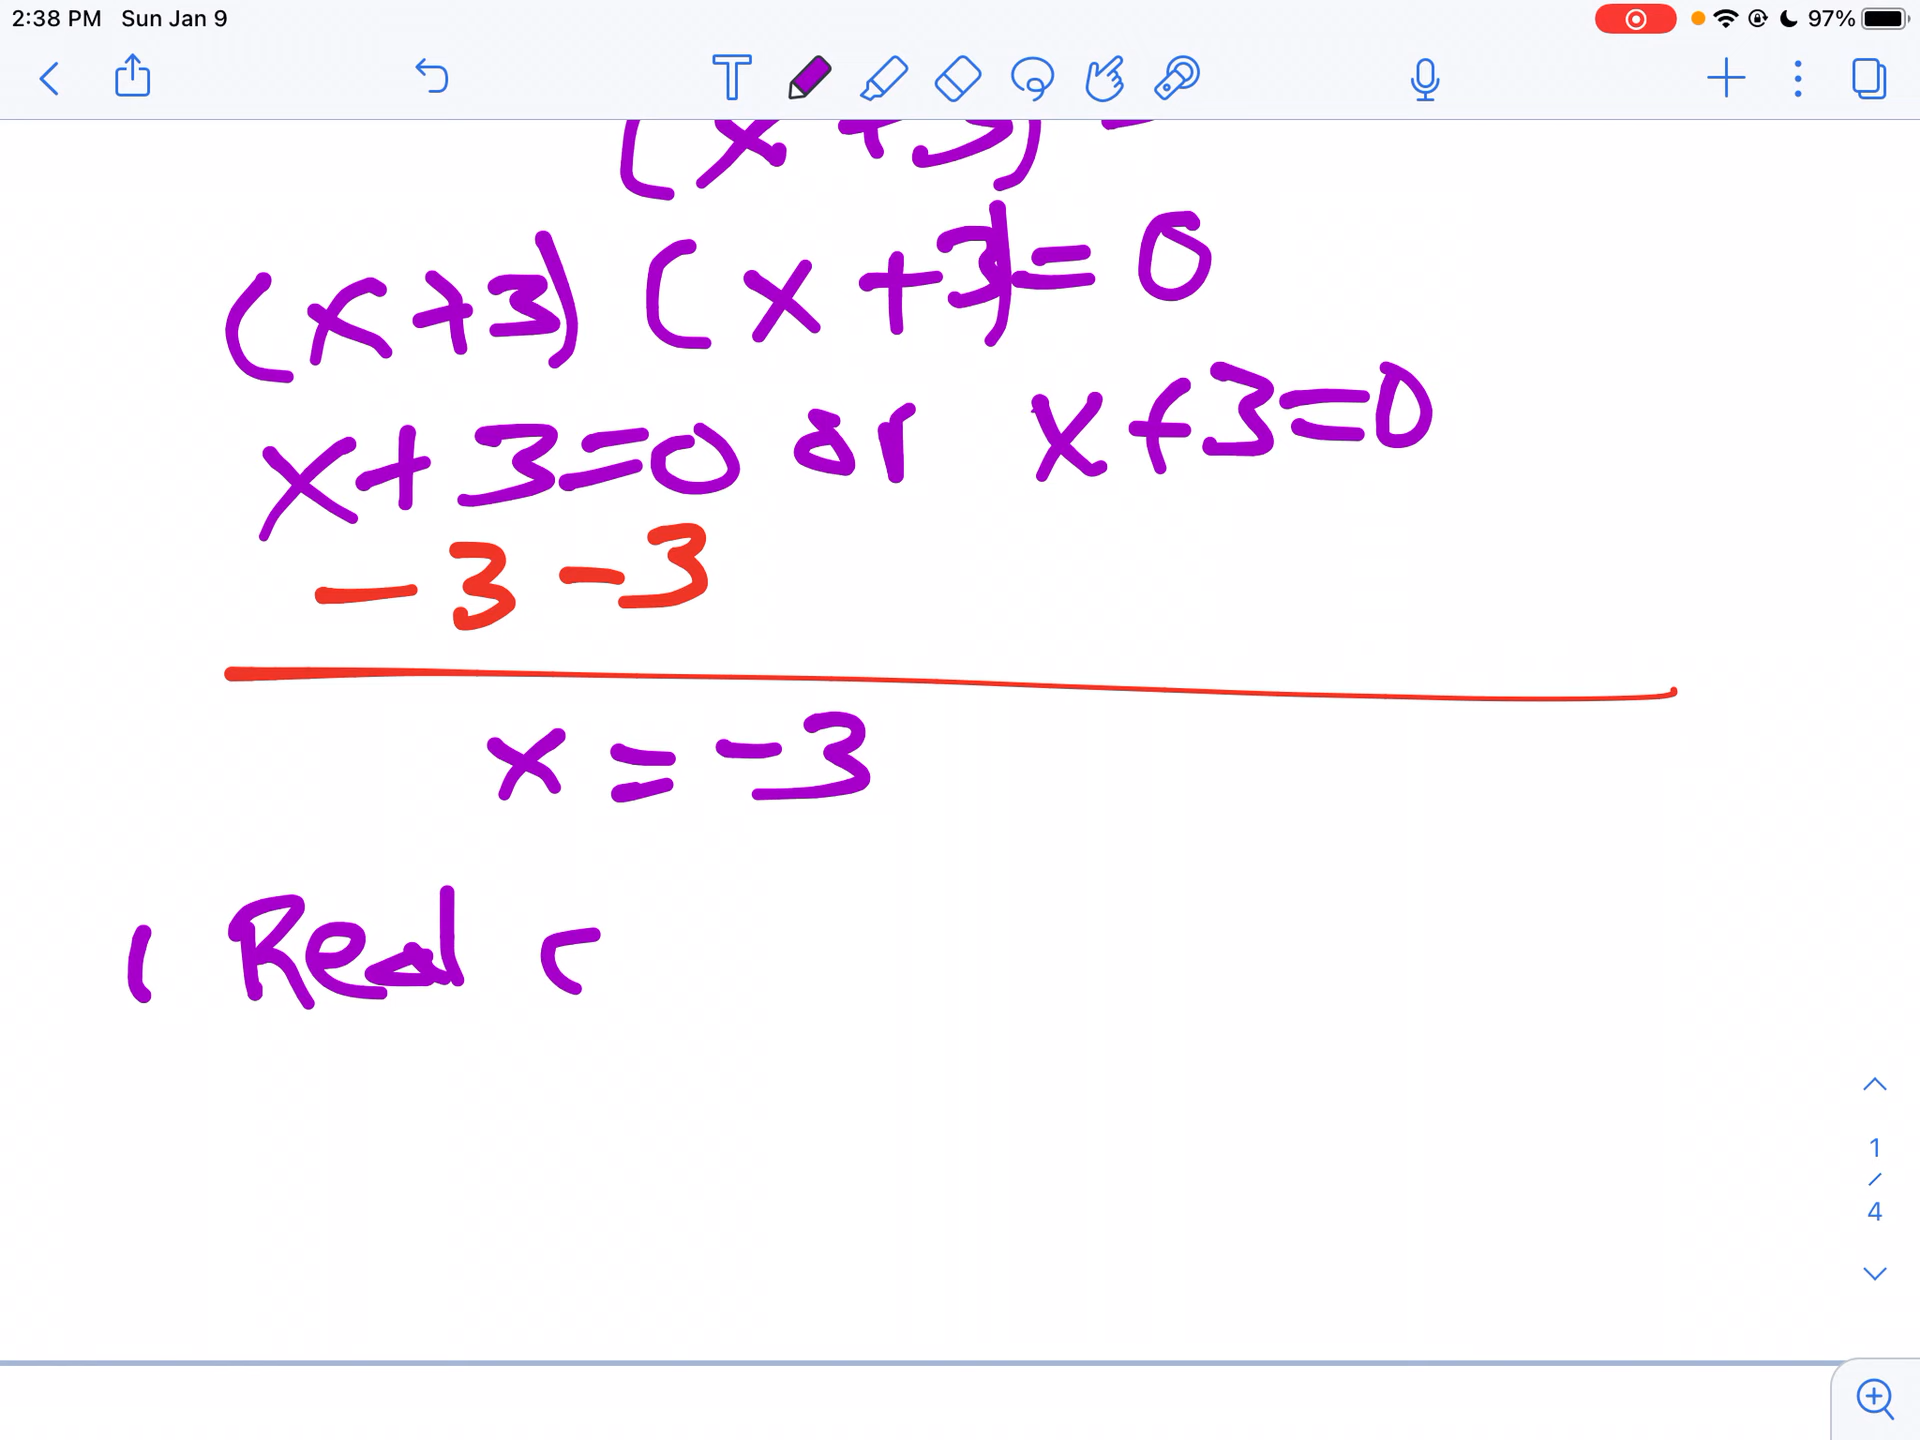 2:38 PM Sun Jan 9 97%
T
(x+3)
(x+3) (x+3)=0
x+3=0 or x+3=0
-3 -3
x = -3
1 Real
1
/
4